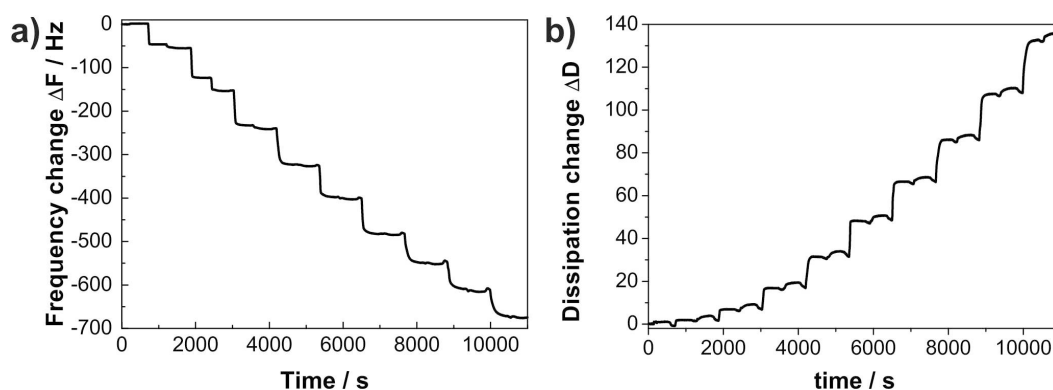 a)
Frequency change ΔF / Hz
0
-100
-200
-300
-400
-500
-600
-700
0 2000 4000 6000 8000 10000
Time / s
b)
Dissipation change ΔD
140
120
100
80
60
40
20
0
0 2000 4000 6000 8000 10000
time / s